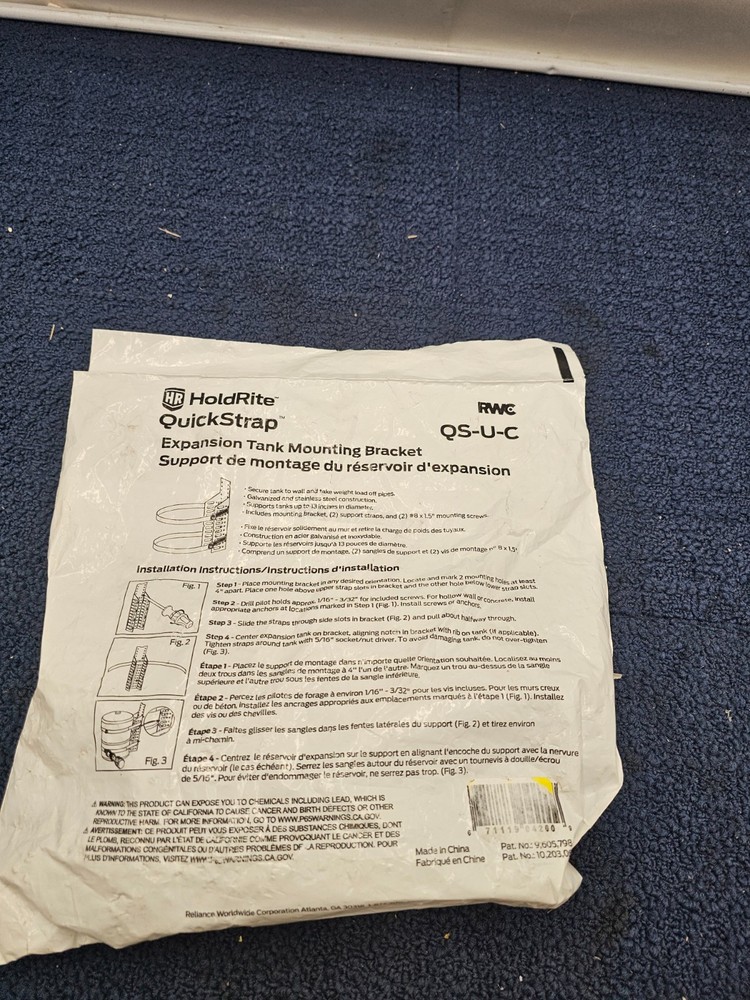 HR HoldRite™
QuickStrap™
RWC
QS-U-C
Expansion Tank Mounting Bracket
Support de montage du réservoir d'expansion
· Secure tank to wall and take weight load off pipes.
· Galvanized and stainless steel construction.
· Supports tanks up to 13 inches in diameter.
· Includes mounting bracket, (2) support straps, and (2) #8 x 1.5" mounting screws.
· Fixe le réservoir solidement au mur et retire la charge de poids des tuyaux.
· Construction en acier galvanisé et inoxydable.
· Supporte les réservoirs jusqu'à 13 pouces de diamètre.
· Comprend un support de montage, (2) sangles de support et (2) vis de montage n° 8 x 1,5"
Installation Instructions/Instructions d'installation
Fig. 1
Fig. 2
Fig. 3
Step 1 - Place mounting bracket in any desired orientation. Locate and mark 2 mounting holes at least
4" apart. Place one hole above upper strap slots in bracket and the other hole below lower strap slots.
Step 2 - Drill pilot holds approx. 1/16" - 3/32" for included screws. For hollow wall or concrete, install
appropriate anchors at locations marked in Step 1 (Fig. 1). Install screws or anchors.
Step 3 - Slide the straps through side slots in bracket (Fig. 2) and pull about halfway through.
Step 4 - Center expansion tank on bracket, aligning notch in bracket with rib on tank (if applicable).
Tighten straps around tank with 5/16" socket/nut driver. To avoid damaging tank, do not over-tighten
(Fig. 3).
Étape 1 - Placez le support de montage dans n'importe quelle orientation souhaitée. Localisez au moins
deux trous dans les sangles de montage à 4" l'un de l'autre. Marquez un trou au-dessus de la sangle
supérieure et l'autre trou sous les fentes de la sangle inférieure.
Étape 2 - Percez les pilotes de forage à environ 1/16" - 3/32" pour les vis incluses. Pour les murs creux
ou de béton, installez les ancrages appropriés aux emplacements marqués à l'étape 1 (Fig. 1). Installez
des vis ou des chevilles.
Étape 3 - Faites glisser les sangles dans les fentes latérales du support (Fig. 2) et tirez environ
à mi-chemin.
Étape 4 - Centrez le réservoir d'expansion sur le support en alignant l'encoche du support avec la nervure
du réservoir (le cas échéant). Serrez les sangles autour du réservoir avec un tournevis à douille/écrou
de 5/16". Pour éviter d'endommager le réservoir, ne serrez pas trop. (Fig. 3).
⚠ WARNING: THIS PRODUCT CAN EXPOSE YOU TO CHEMICALS INCLUDING LEAD, WHICH IS
KNOWN TO THE STATE OF CALIFORNIA TO CAUSE CANCER AND BIRTH DEFECTS OR OTHER
REPRODUCTIVE HARM. FOR MORE INFORMATION, GO TO WWW.P65WARNINGS.CA.GOV.
⚠ AVERTISSEMENT: CE PRODUIT PEUT VOUS EXPOSER À DES SUBSTANCES CHIMIQUES, DONT
LE PLOMB, RECONNU PAR L'ÉTAT DE CALIFORNIE COMME PROVOQUANT LE CANCER ET DES
MALFORMATIONS CONGÉNITALES OU D'AUTRES PROBLÈMES DE LA REPRODUCTION. POUR
PLUS D'INFORMATIONS, VISITEZ WARNINGS.CA.GOV.
Made in China
Fabriqué en Chine
Pat. No.: 9,605,798
Pat. No.: 10,203,0
Reliance Worldwide Corporation Atlanta, GA